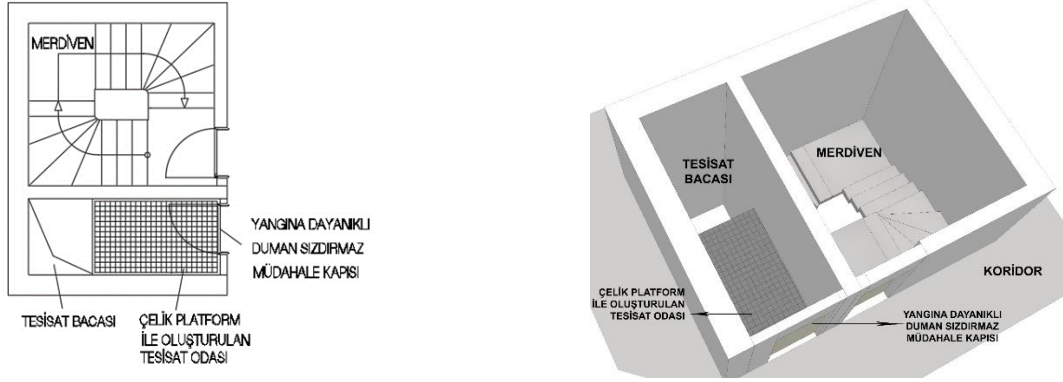 MERDİVEN
YANGINA DAYANIKLI
DUMAN SIZDIRMAZ
MÜDAHALE KAPISI
TESİSAT BACASI
ÇELİK PLATFORM
İLE OLUŞTURULAN
TESİSAT ODASI
TESİSAT
BACASI
MERDİVEN
KORİDOR
ÇELİK PLATFORM
İLE OLUŞTURULAN
TESİSAT ODASI
YANGINA DAYANIKLI
DUMAN SIZDIRMAZ
MÜDAHALE KAPISI